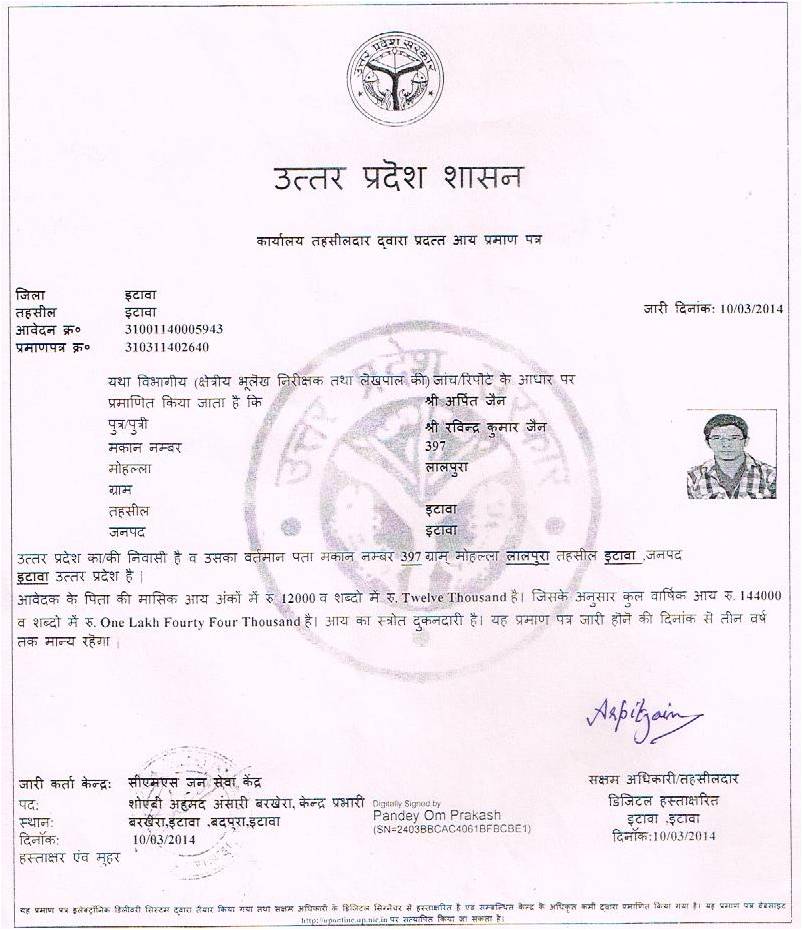 उत्तर प्रदेश सरकार
उत्तर प्रदेश शासन
कार्यालय तहसीलदार द्वारा प्रदत्त आय प्रमाण पत्र
जिला इटावा
तहसील इटावा जारी दिनांक: 10/03/2014
आवेदन क्र० 31001140005943
प्रमाणपत्र क्र० 310311402640
यथा विभागीय (क्षेत्रीय भूलेख निरीक्षक तथा लेखपाल की) जांच/रिपोर्ट के आधार पर
प्रमाणित किया जाता है कि श्री अर्पित जैन
पुत्र/पुत्री श्री रविन्द्र कुमार जैन
मकान नम्बर 397
मोहल्ला लालपुरा
ग्राम
तहसील इटावा
जनपद इटावा
उत्तर प्रदेश का/की निवासी है व उसका वर्तमान पता मकान नम्बर 397 ग्राम् मोहल्ला लालपुरा तहसील इटावा ,जनपद
इटावा उत्तर प्रदेश है |
आवेदक के पिता की मासिक आय अंकों में रु 12000 व शब्दो में रु. Twelve Thousand है। जिसके अनुसार कुल वार्षिक आय रु. 144000
व शब्दो में रु. One Lakh Fourty Four Thousand है। आय का स्त्रोत दुकनदारी है। यह प्रमाण पत्र जारी होने की दिनांक से तीन वर्ष
तक मान्य रहेगा |
उत्तर प्रदेश सरकार
Arpitjain
जारी कर्ता केन्द्र: सीएमएस जन सेवा केंद्र सक्षम अधिकारी/तहसीलदार
पद: शोएबी अहमद अंसारी बरखेरा, केन्द्र प्रभारी Digitally Signed by डिजिटल हस्ताक्षरित
स्थान: बरखेरा,इटावा ,बदपुरा,इटावा Pandey Om Prakash इटावा ,इटावा
दिनाँक: 10/03/2014 (SN=2403BBCAC4061BFBCBE1) दिनाँक:10/03/2014
हस्ताक्षर एंव मूहर
यह प्रमाण पत्र इलेक्ट्रॉनिक डिलीवरी सिस्टम द्वारा तैयार किया गया तथा सक्षम अधिकारी के डिजिटल सिग्नेचर से हस्ताक्षरित है एवं सम्बन्धित केन्द्र के अधिकृत कर्मी द्वारा प्रमाणित किया गया है। यह प्रमाण पत्र वेबसाइट
http://uponline.up.nic.in पर सत्यापित किया जा सकता है।